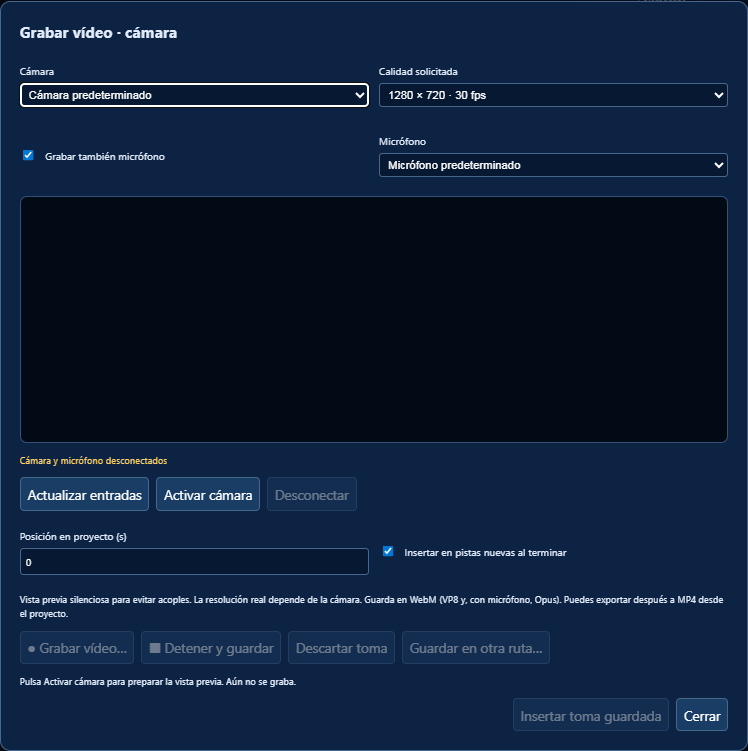 Grabar vídeo · cámara
Cámara
Calidad solicitada
Cámara predeterminado
1280 × 720 · 30 fps
Grabar también micrófono
Micrófono
Micrófono predeterminado
Cámara y micrófono desconectados
Actualizar entradas
Activar cámara
Desconectar
Posición en proyecto (s)
0
Insertar en pistas nuevas al terminar
Vista previa silenciosa para evitar acoples. La resolución real depende de la cámara. Guarda en WebM (VP8 y, con micrófono, Opus). Puedes exportar después a MP4 desde
el proyecto.
● Grabar vídeo...
■ Detener y guardar
Descartar toma
Guardar en otra ruta...
Pulsa Activar cámara para preparar la vista previa. Aún no se graba.
Insertar toma guardada
Cerrar